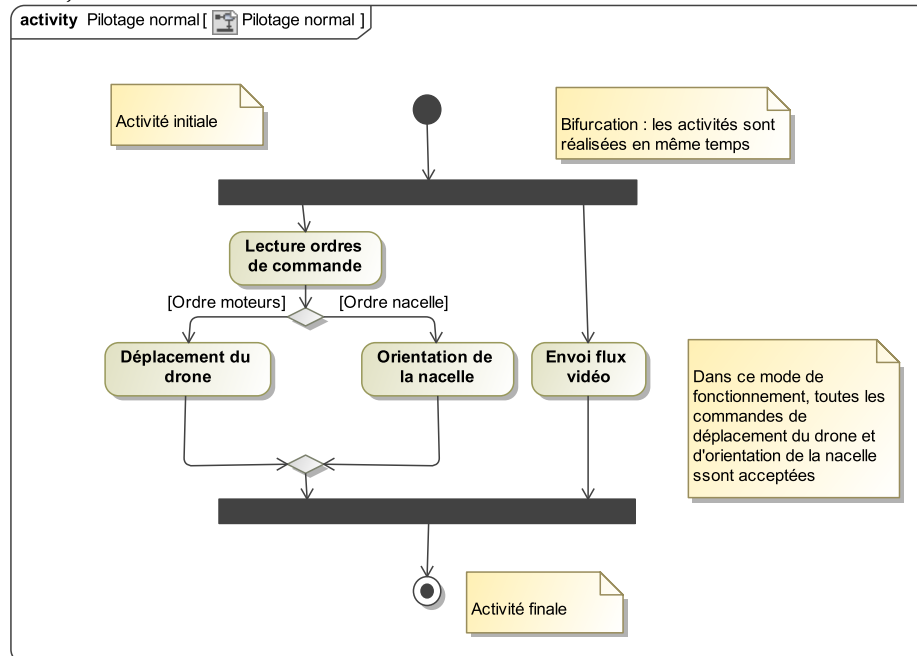 activity Pilotage normal [ Pilotage normal ]
Activité initiale
Bifurcation : les activités sont
réalisées en même temps
Lecture ordres
de commande
[Ordre moteurs]
[Ordre nacelle]
Déplacement du
drone
Orientation de
la nacelle
Envoi flux
vidéo
Dans ce mode de
fonctionnement, toutes les
commandes de
déplacement du drone et
d'orientation de la nacelle
ssont acceptées
Activité finale